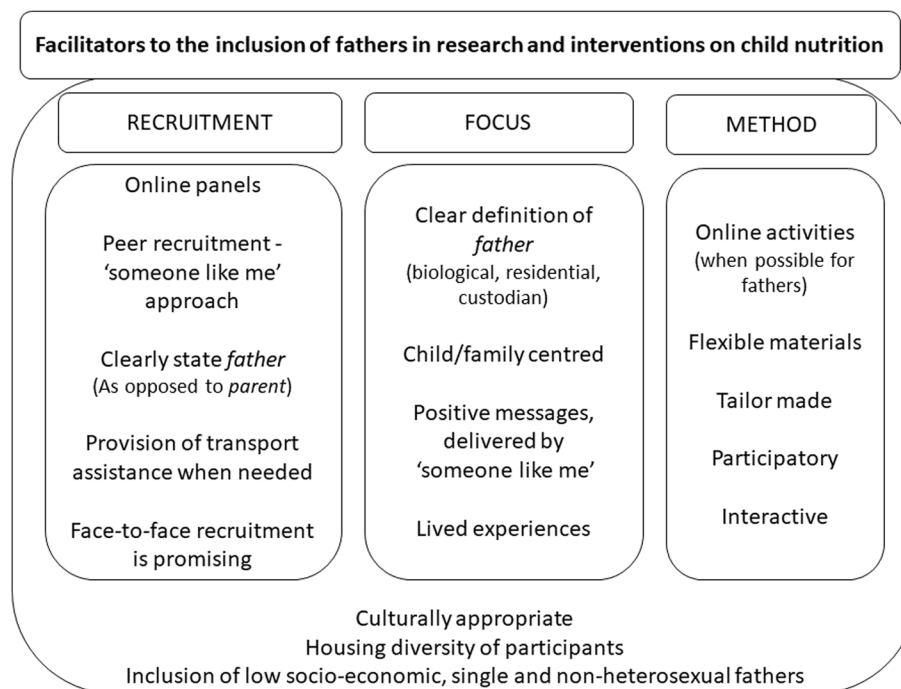 Facilitators to the inclusion of fathers in research and interventions on child nutrition
RECRUITMENT
Online panels
Peer recruitment -
‘someone like me’
approach
Clearly state father
(As opposed to parent)
Provision of transport
assistance when needed
Face-to-face recruitment
is promising
FOCUS
Clear definition of
father
(biological, residential,
custodian)
Child/family centred
Positive messages,
delivered by
‘someone like me’
Lived experiences
METHOD
Online activities
(when possible for
fathers)
Flexible materials
Tailor made
Participatory
Interactive
Culturally appropriate
Housing diversity of participants
Inclusion of low socio-economic, single and non-heterosexual fathers